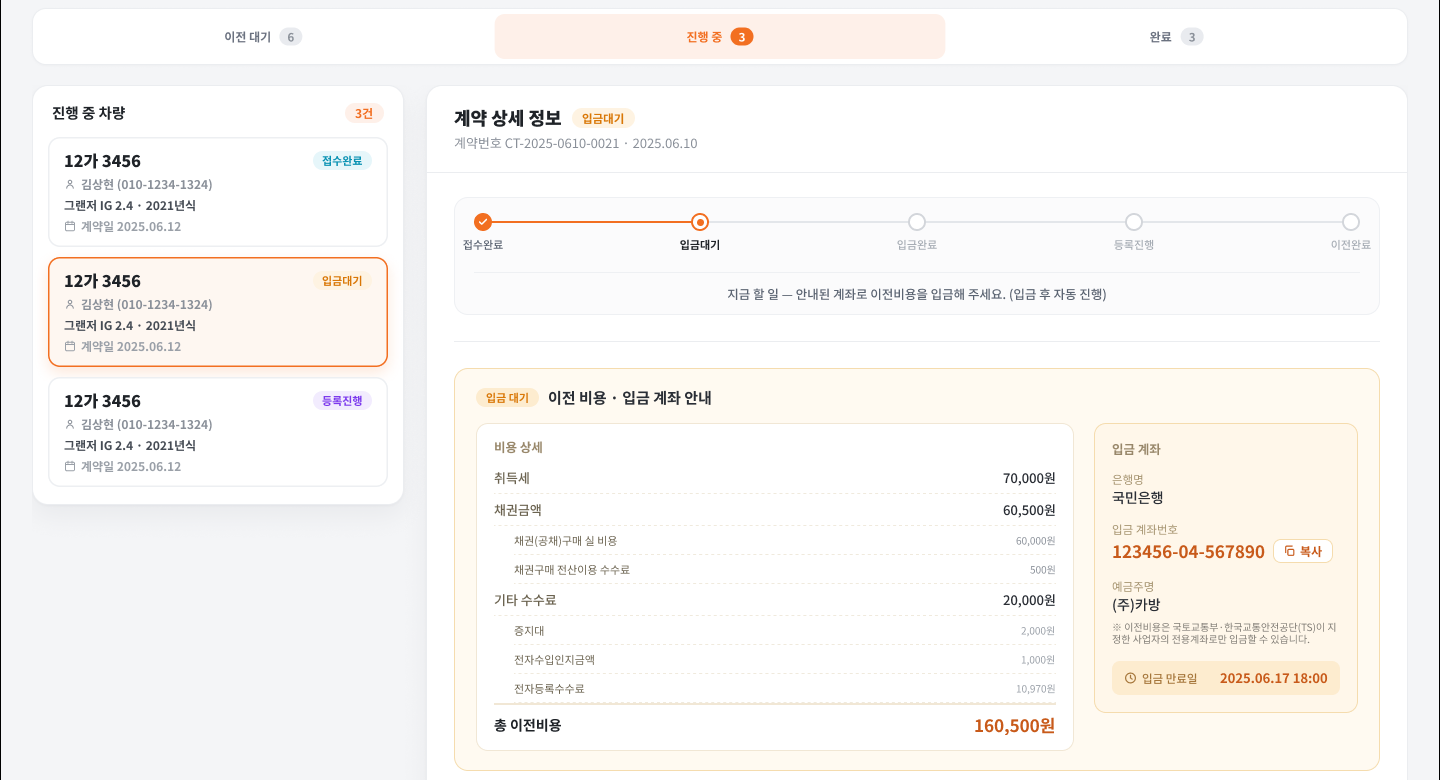 이전 대기 6
진행 중 3
완료 3
진행 중 차량 3건
12가 3456 접수완료
김상현 (010-1234-1324)
그랜저 IG 2.4 · 2021년식
계약일 2025.06.12
12가 3456 입금대기
김상현 (010-1234-1324)
그랜저 IG 2.4 · 2021년식
계약일 2025.06.12
12가 3456 등록진행
김상현 (010-1234-1324)
그랜저 IG 2.4 · 2021년식
계약일 2025.06.12
계약 상세 정보 입금대기
계약번호 CT-2025-0610-0021 · 2025.06.10
접수완료 입금대기 입금완료 등록진행 이전완료
지금 할 일 — 안내된 계좌로 이전비용을 입금해 주세요. (입금 후 자동 진행)
입금 대기 이전 비용 · 입금 계좌 안내
비용 상세
취득세 70,000원
채권금액 60,500원
채권(공채)구매 실 비용 60,000원
채권구매 전산이용 수수료 500원
기타 수수료 20,000원
증지대 2,000원
전자수입인지금액 1,000원
전자등록수수료 10,970원
총 이전비용 160,500원
입금 계좌
은행명
국민은행
입금 계좌번호
123456-04-567890 복사
예금주명
(주)카방
※ 이전비용은 국토교통부·한국교통안전공단(TS)이 지
정한 사업자의 전용계좌로만 입금할 수 있습니다.
입금 만료일 2025.06.17 18:00